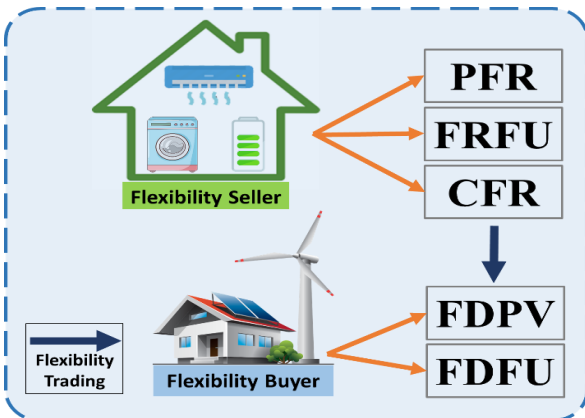 PFR
FRFU
CFR
Flexibility Seller
FDPV
FDFU
Flexibility
Trading
Flexibility Buyer